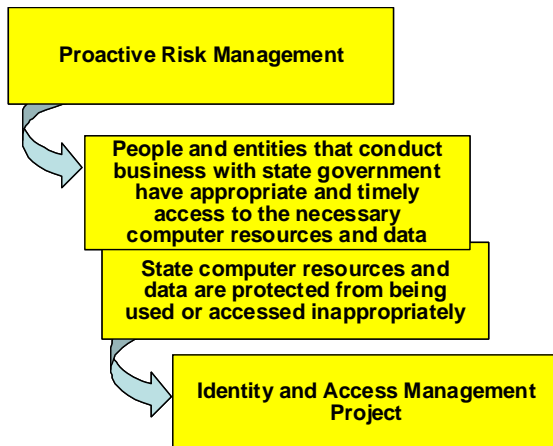 Proactive Risk Management
People and entities that conduct
business with state government
have appropriate and timely
access to the necessary
computer resources and data
State computer resources and
data are protected from being
used or accessed inappropriately
Identity and Access Management
Project